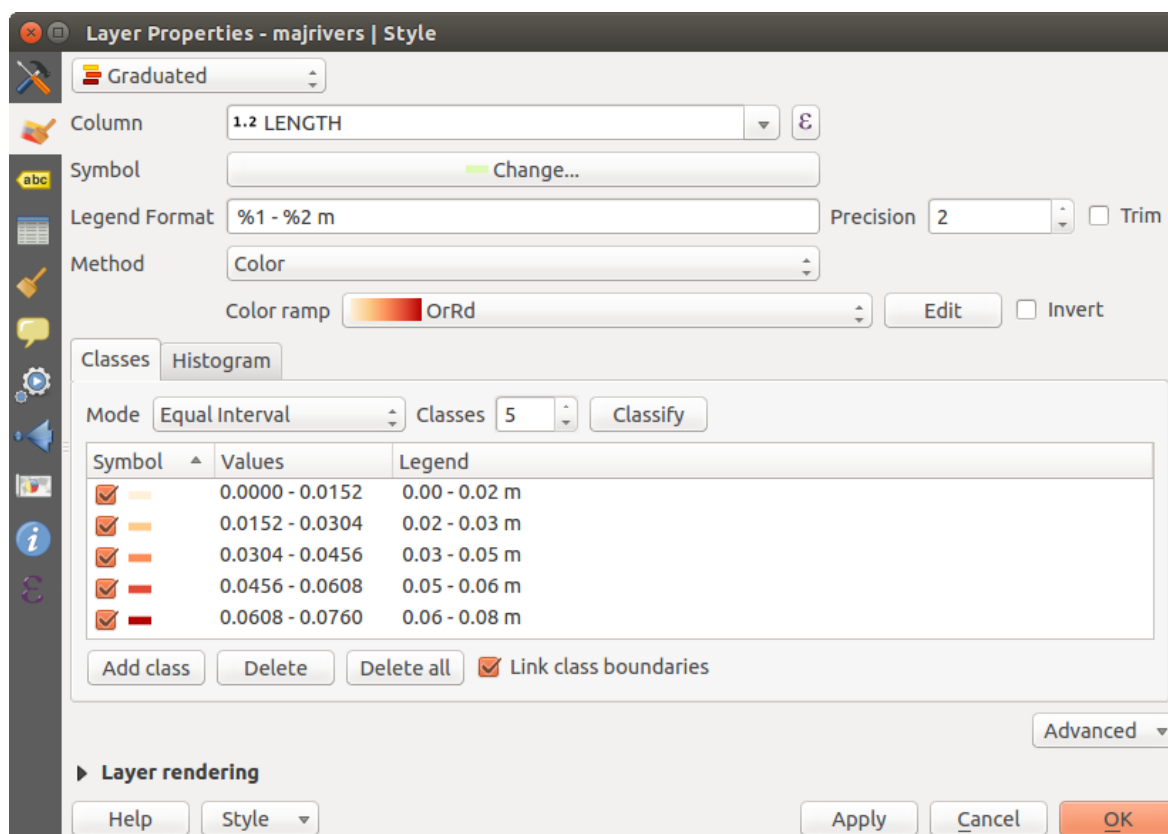 Layer Properties - majrivers | Style
Graduated
Column 1.2 LENGTH ε
abc
Symbol Change...
Legend Format %1 - %2 m Precision 2 Trim
Method Color
Color ramp OrRd Edit Invert
Classes Histogram
Mode Equal Interval Classes 5 Classify
Symbol Values Legend
0.0000 - 0.0152 0.00 - 0.02 m
0.0152 - 0.0304 0.02 - 0.03 m
0.0304 - 0.0456 0.03 - 0.05 m
0.0456 - 0.0608 0.05 - 0.06 m
0.0608 - 0.0760 0.06 - 0.08 m
Add class Delete Delete all Link class boundaries
Advanced
Layer rendering
Help Style Apply Cancel OK